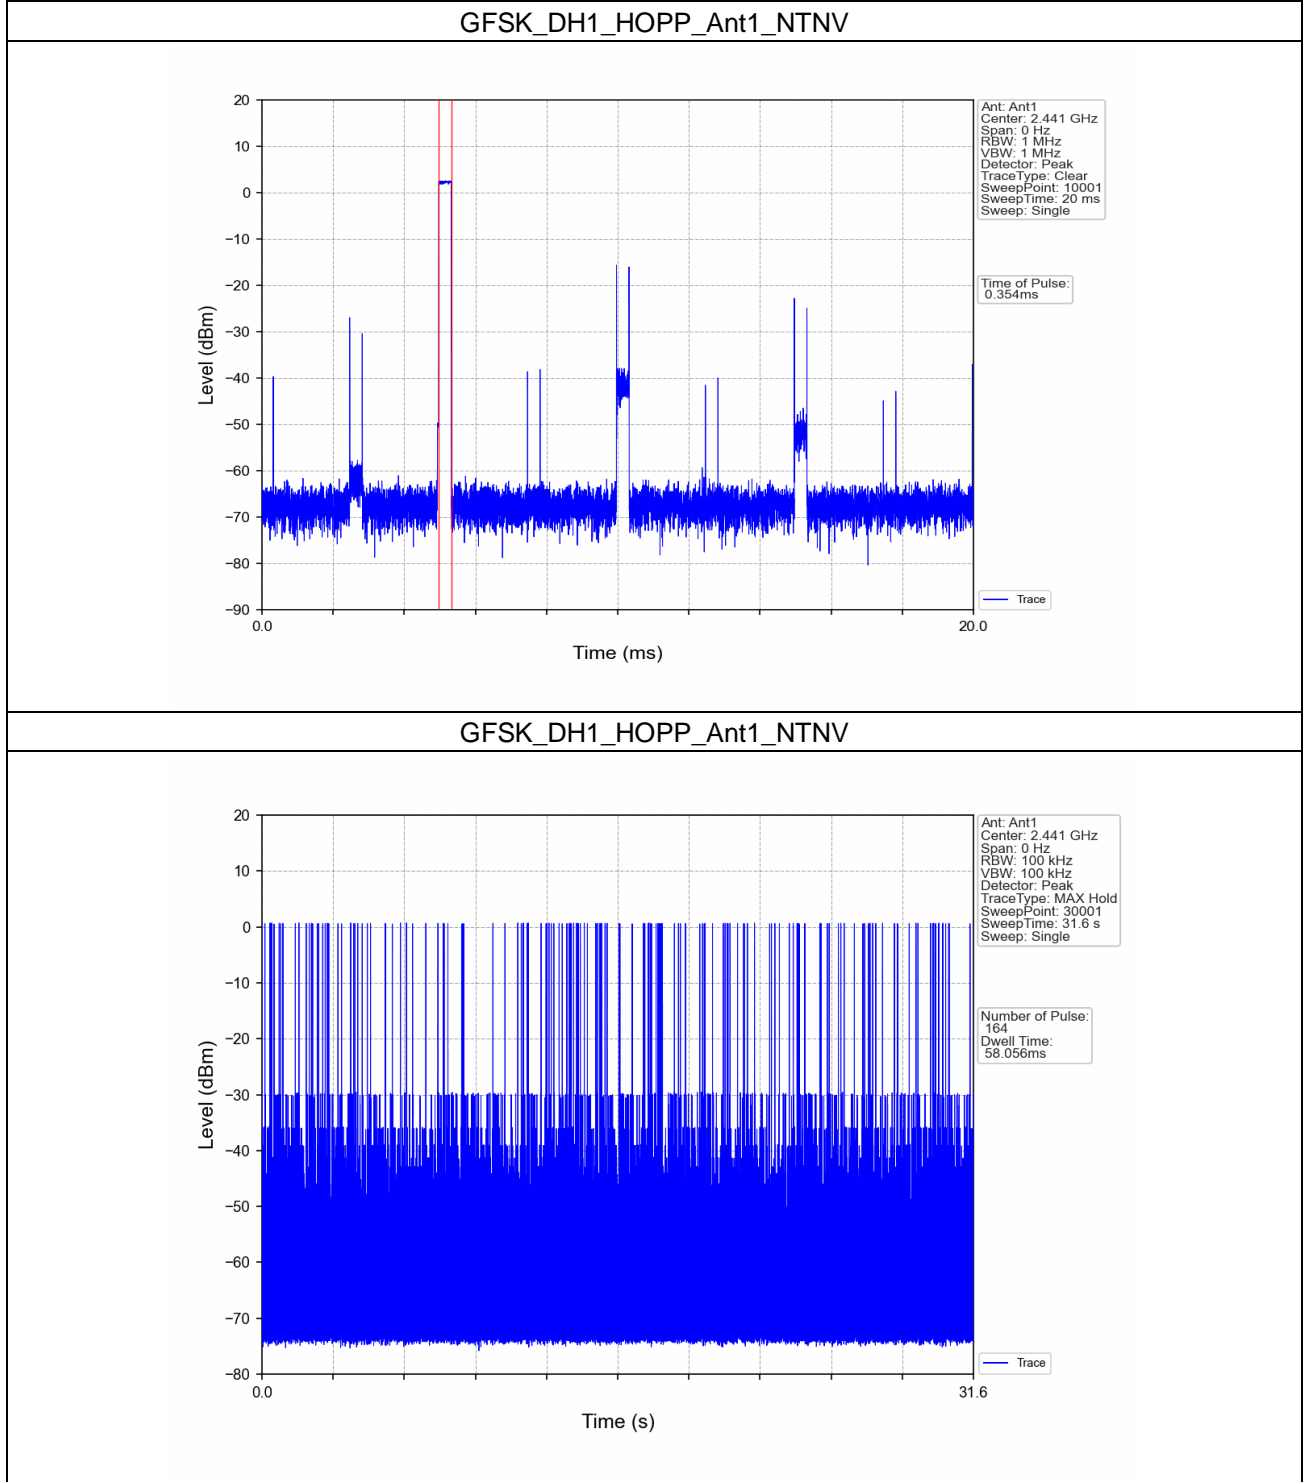 GFSK_DH1_HOPP_Ant1_NTNV
20
10
0
−10
−20
−30
−40
−50
−60
−70
−80
−90
Level (dBm)
0.0
20.0
Time (ms)
Ant: Ant1
Center: 2.441 GHz
Span: 0 Hz
RBW: 1 MHz
VBW: 1 MHz
Detector: Peak
TraceType: Clear
SweepPoint: 10001
SweepTime: 20 ms
Sweep: Single
Time of Pulse:
0.354ms
Trace
GFSK_DH1_HOPP_Ant1_NTNV
20
10
0
−10
−20
−30
−40
−50
−60
−70
−80
Level (dBm)
0.0
31.6
Time (s)
Ant: Ant1
Center: 2.441 GHz
Span: 0 Hz
RBW: 100 kHz
VBW: 100 kHz
Detector: Peak
TraceType: MAX Hold
SweepPoint: 30001
SweepTime: 31.6 s
Sweep: Single
Number of Pulse:
164
Dwell Time:
58.056ms
Trace